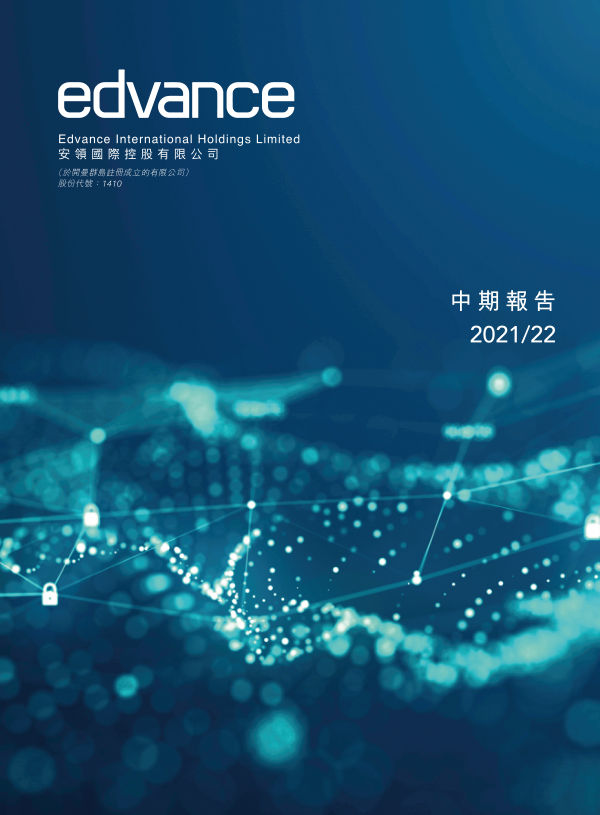 edvance
Edvance International Holdings Limited
安領國際控股有限公司
（於開曼群島註冊成立的有限公司）
股份代號：1410
中期報告
2021/22